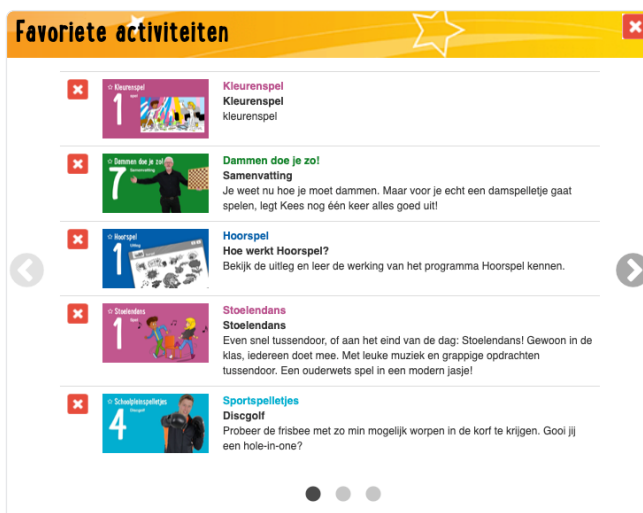 Favoriete activiteiten
☆ Kleurenspel
spel
1
Kleurenspel
Kleurenspel
kleurenspel
☆ Dammen doe je zo!
Samenvatting
7
Dammen doe je zo!
Samenvatting
Je weet nu hoe je moet dammen. Maar voor je echt een damspelletje gaat
spelen, legt Kees nog één keer alles goed uit!
☆ Hoorspel
Uitleg
1
Hoorspel
Hoe werkt Hoorspel?
Bekijk de uitleg en leer de werking van het programma Hoorspel kennen.
☆ Stoelendans
Spel
1
Stoelendans
Stoelendans
Even snel tussendoor, of aan het eind van de dag: Stoelendans! Gewoon in de
klas, iedereen doet mee. Met leuke muziek en grappige opdrachten
tussendoor. Een ouderwets spel in een modern jasje!
☆ Schoolpleinspelletjes
Discgolf
4
Sportspelletjes
Discgolf
Probeer de frisbee met zo min mogelijk worpen in de korf te krijgen. Gooi jij
een hole-in-one?